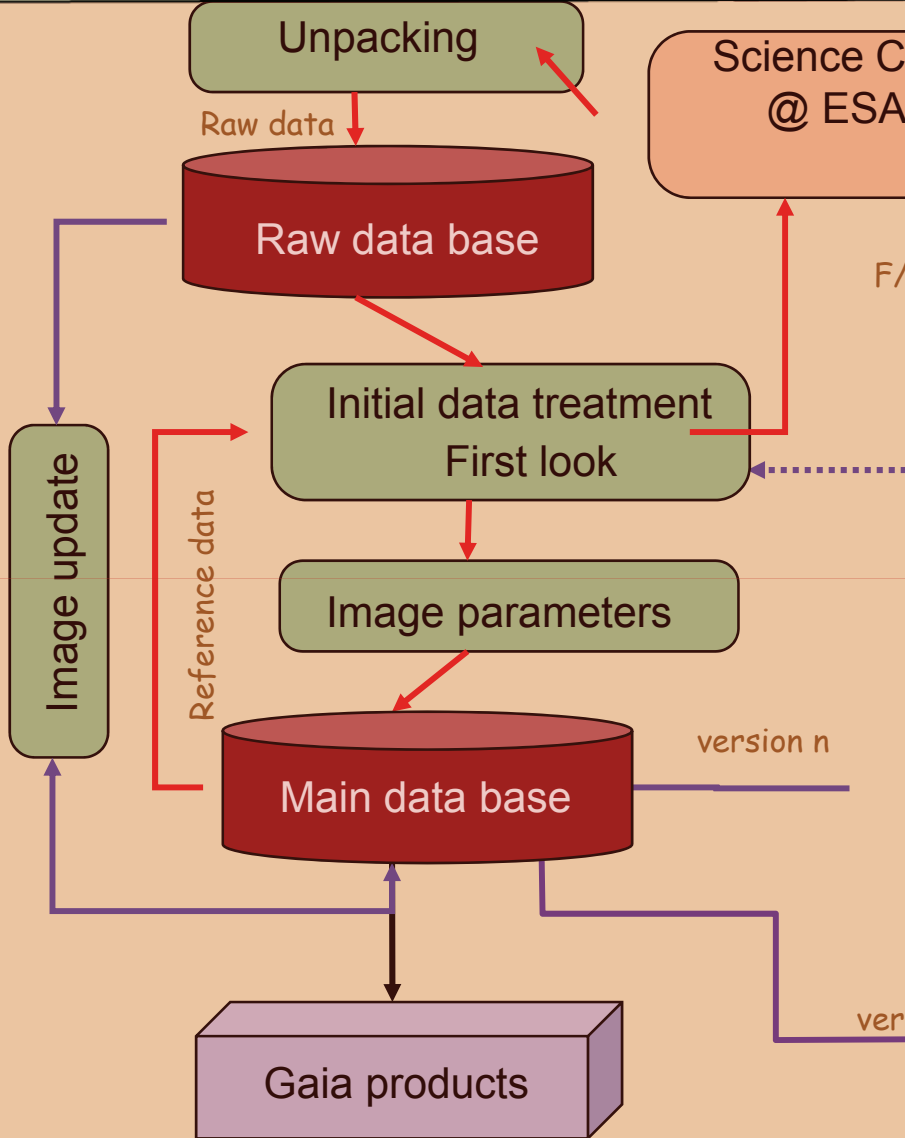 Unpacking
Science C
@ ESA
Raw data
Raw data base
F/
Initial data treatment
First look
Image update
Reference data
Image parameters
version n
Main data base
ver
Gaia products